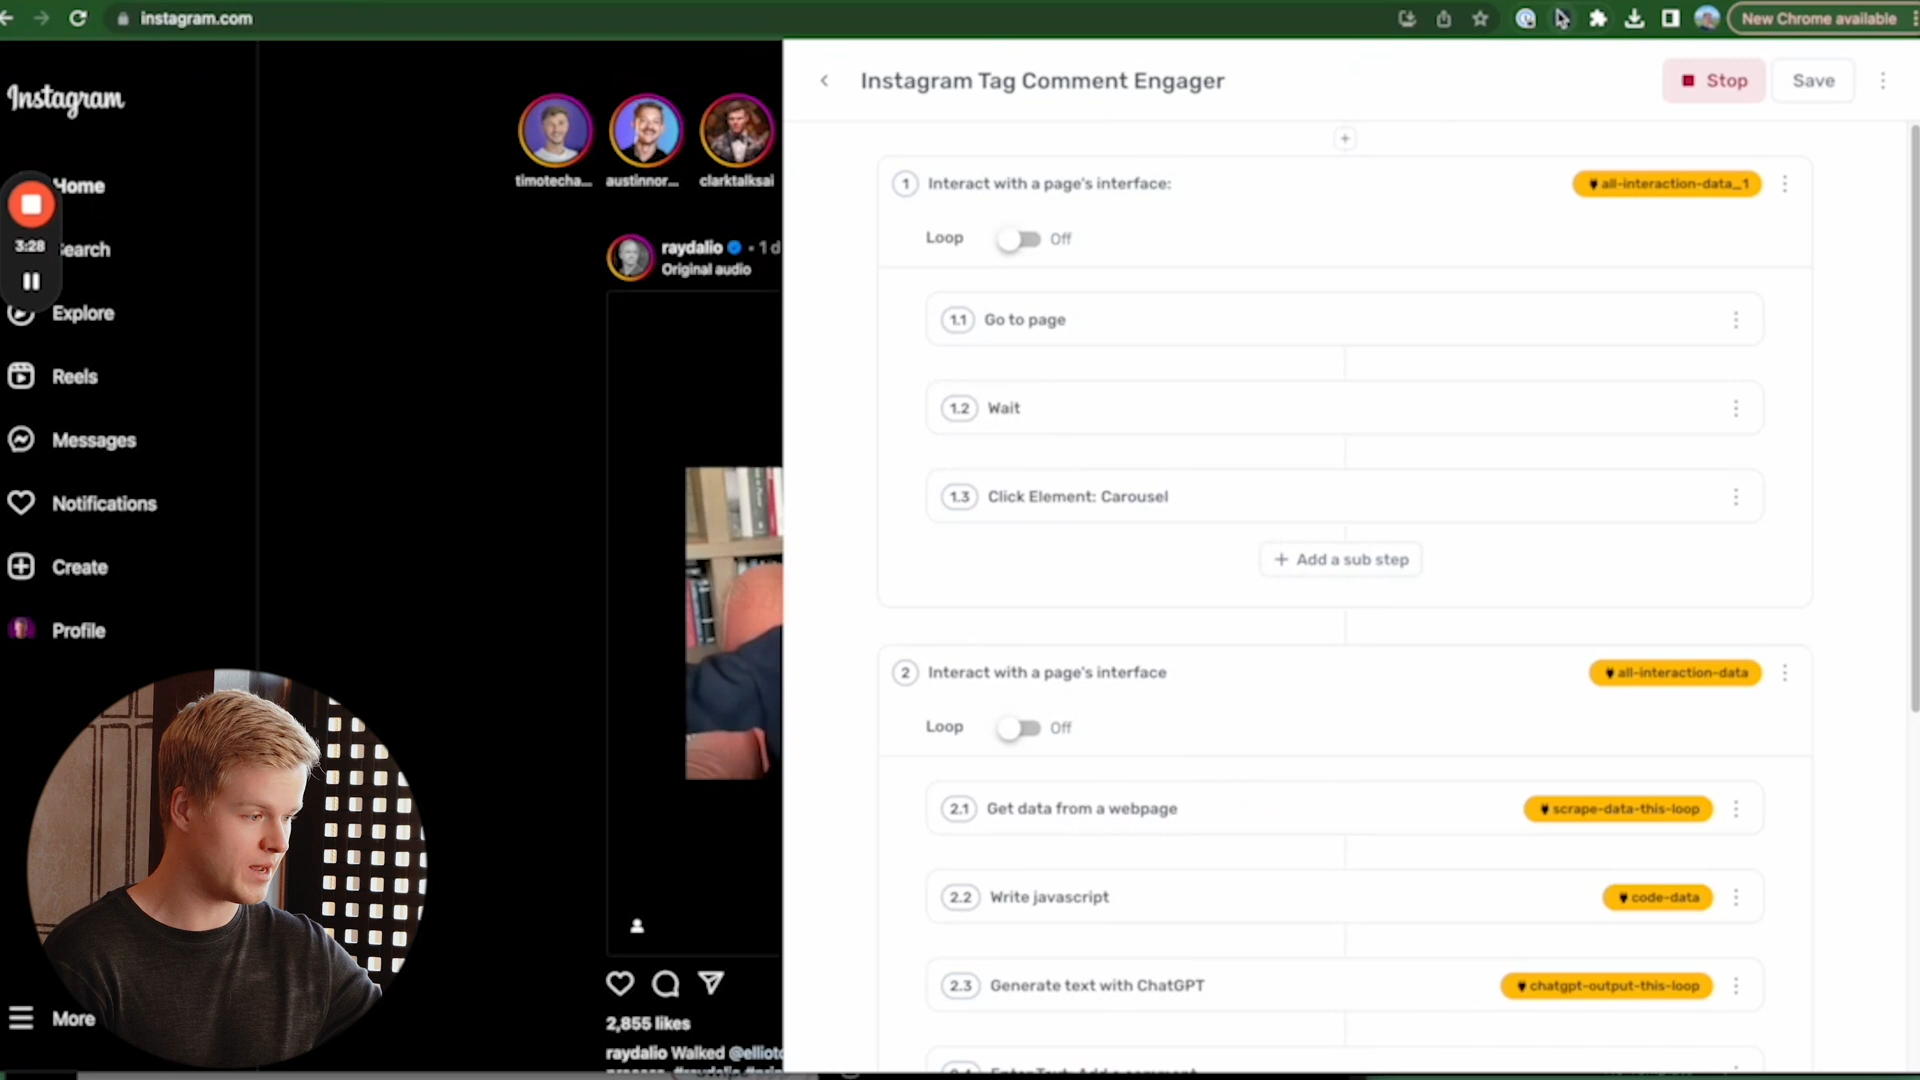 instagram.com
New Chrome available
Instagram
Home
3:28
Search
Explore
Reels
Messages
Notifications
Create
Profile
More
timotecha...
austinnor...
clarktalksai
raydalio • 1 d
Original audio
2,855 likes
raydalio Walked @elliot
Instagram Tag Comment Engager
Stop
Save
1 Interact with a page's interface:
all-interaction-data_1
Loop Off
1.1 Go to page
1.2 Wait
1.3 Click Element: Carousel
+ Add a sub step
2 Interact with a page's interface
all-interaction-data
Loop Off
2.1 Get data from a webpage
scrape-data-this-loop
2.2 Write javascript
code-data
2.3 Generate text with ChatGPT
chatgpt-output-this-loop